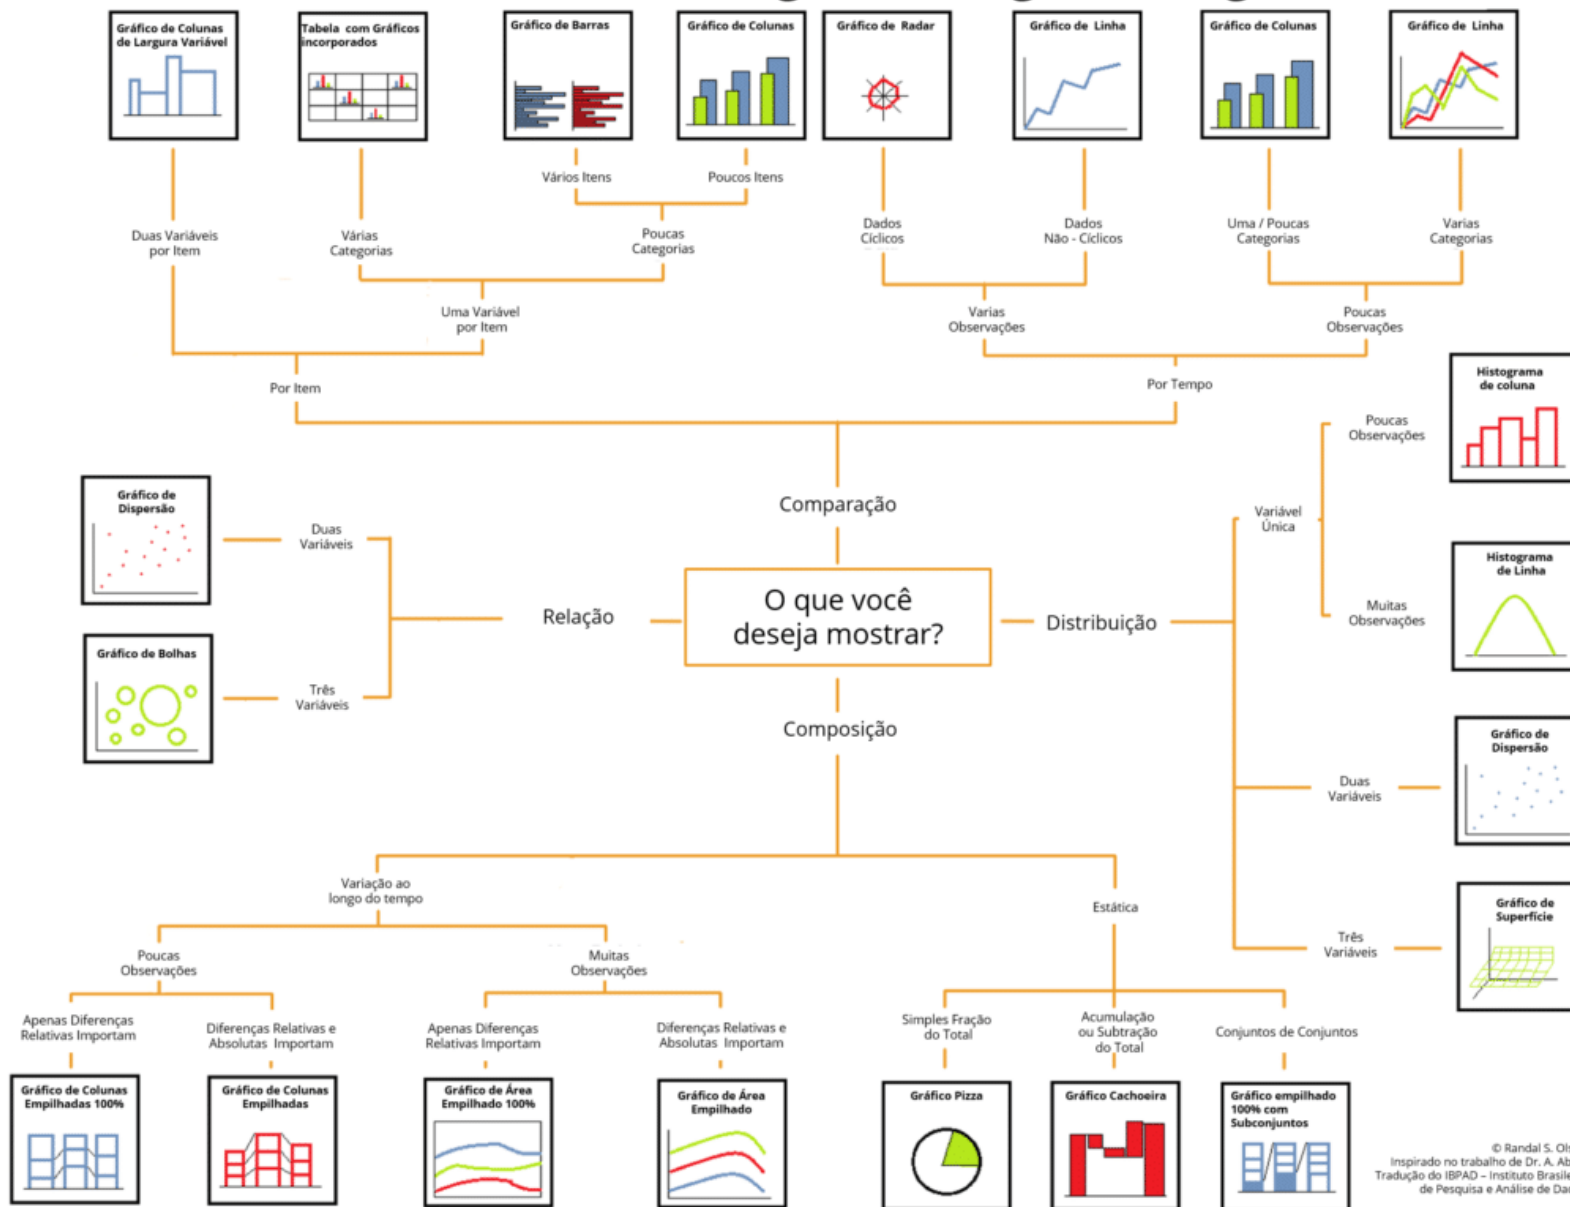 Gráfico de Colunas
de Largura Variável
Tabela com Gráficos
incorporados
Gráfico de Barras
Gráfico de Colunas
Gráfico de Radar
Gráfico de Linha
Gráfico de Colunas
Gráfico de Linha
Vários Itens
Poucos Itens
Duas Variáveis
por Item
Várias
Categorias
Poucas
Categorias
Dados
Cíclicos
Dados
Não - Cíclicos
Uma / Poucas
Categorias
Varias
Categorias
Uma Variável
por Item
Varias
Observações
Poucas
Observações
Por Item
Por Tempo
Histograma
de coluna
Poucas
Observações
Gráfico de
Dispersão
Duas
Variáveis
Comparação
Variável
Única
Histograma
de Linha
Muitas
Observações
Relação
O que você
deseja mostrar?
Distribuição
Gráfico de Bolhas
Três
Variáveis
Composição
Gráfico de
Dispersão
Duas
Variáveis
Variação ao
longo do tempo
Estática
Gráfico de
Superfície
Três
Variáveis
Poucas
Observações
Muitas
Observações
Apenas Diferenças
Relativas Importam
Diferenças Relativas e
Absolutas Importam
Apenas Diferenças
Relativas Importam
Diferenças Relativas e
Absolutas Importam
Simples Fração
do Total
Acumulação
ou Subtração
do Total
Conjuntos de Conjuntos
Gráfico de Colunas
Empilhadas 100%
Gráfico de Colunas
Empilhadas
Gráfico de Área
Empilhado 100%
Gráfico de Área
Empilhado
Gráfico Pizza
Gráfico Cachoeira
Gráfico empilhado
100% com
Subconjuntos
© Randal S. Ols
Inspirado no trabalho de Dr. A. Ab
Tradução do IBPAD – Instituto Brasile
de Pesquisa e Análise de Da